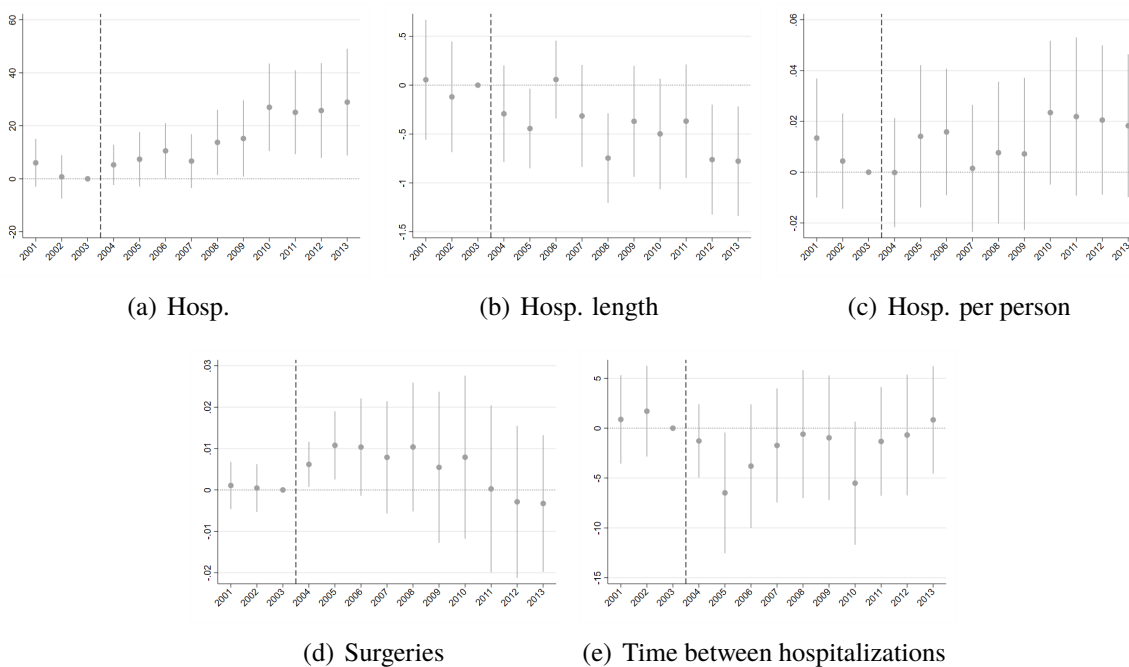 60
40
20
0
-20
2001 2002 2003 2004 2005 2006 2007 2008 2009 2010 2011 2012 2013
(a) Hosp.
.5
0
-.5
-1
-1.5
2001 2002 2003 2004 2005 2006 2007 2008 2009 2010 2011 2012 2013
(b) Hosp. length
.06
.04
.02
0
-.02
2001 2002 2003 2004 2005 2006 2007 2008 2009 2010 2011 2012 2013
(c) Hosp. per person
.03
.02
.01
0
-.01
-.02
2001 2002 2003 2004 2005 2006 2007 2008 2009 2010 2011 2012 2013
(d) Surgeries
5
0
-5
-10
-15
2001 2002 2003 2004 2005 2006 2007 2008 2009 2010 2011 2012 2013
(e) Time between hospitalizations